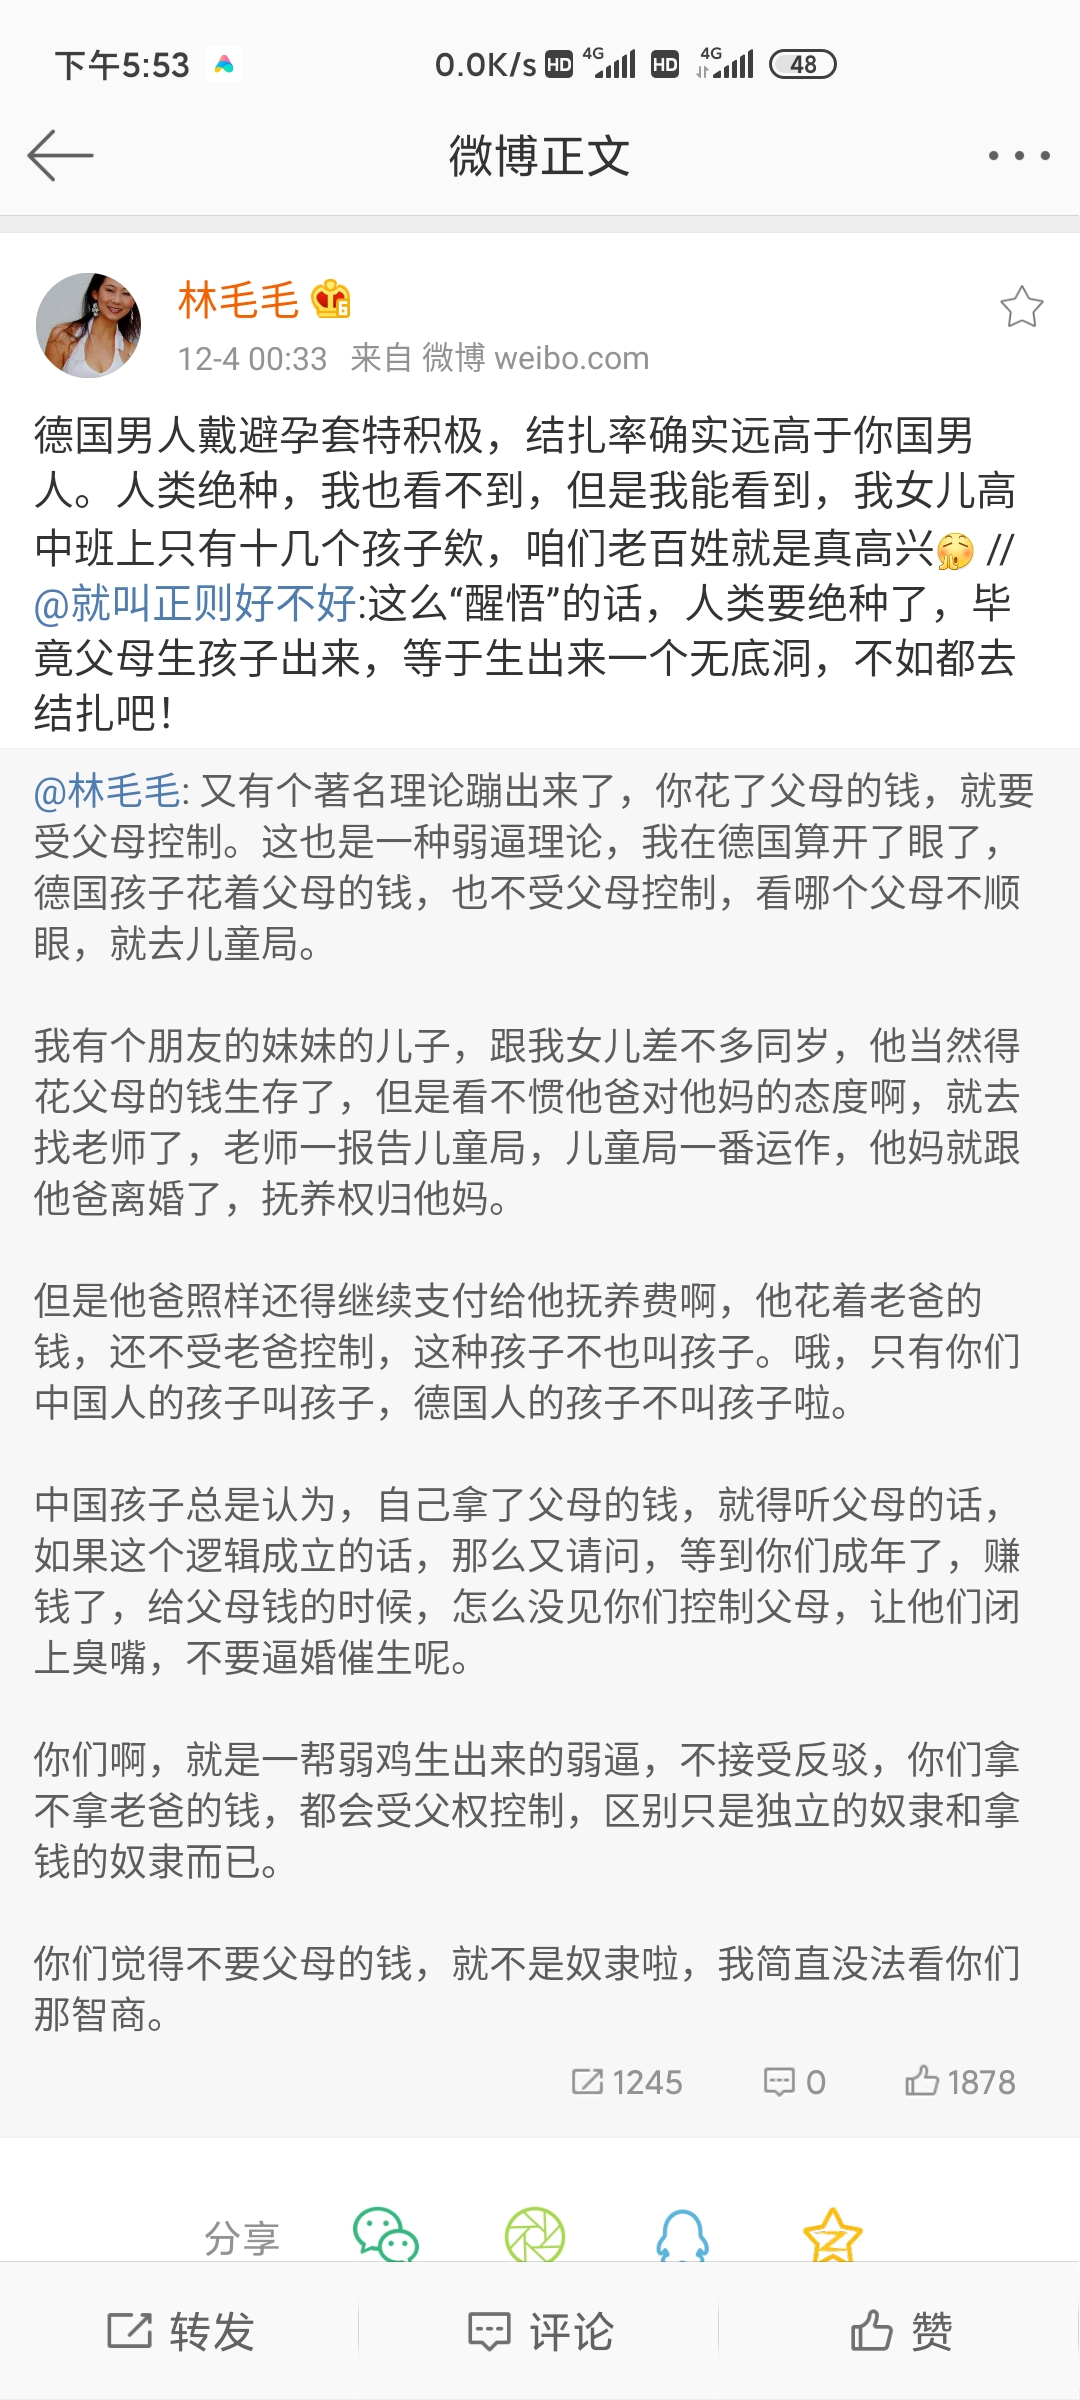 下午5:53 0.0K/s HD 4G HD 4G 48
微博正文
林毛毛 6
12-4 00:33 来自 微博 weibo.com
德国男人戴避孕套特积极，结扎率确实远高于你国男
人。人类绝种，我也看不到，但是我能看到，我女儿高
中班上只有十几个孩子欸，咱们老百姓就是真高兴 //
@就叫正则好不好:这么“醒悟”的话，人类要绝种了，毕
竟父母生孩子出来，等于生出来一个无底洞，不如都去
结扎吧！
@林毛毛: 又有个著名理论蹦出来了，你花了父母的钱，就要
受父母控制。这也是一种弱逼理论，我在德国算开了眼了，
德国孩子花着父母的钱，也不受父母控制，看哪个父母不顺
眼，就去儿童局。
我有个朋友的妹妹的儿子，跟我女儿差不多同岁，他当然得
花父母的钱生存了，但是看不惯他爸对他妈的态度啊，就去
找老师了，老师一报告儿童局，儿童局一番运作，他妈就跟
他爸离婚了，抚养权归他妈。
但是他爸照样还得继续支付给他抚养费啊，他花着老爸的
钱，还不受老爸控制，这种孩子不也叫孩子。哦，只有你们
中国人的孩子叫孩子，德国人的孩子不叫孩子啦。
中国孩子总是认为，自己拿了父母的钱，就得听父母的话，
如果这个逻辑成立的话，那么又请问，等到你们成年了，赚
钱了，给父母钱的时候，怎么没见你们控制父母，让他们闭
上臭嘴，不要逼婚催生呢。
你们啊，就是一帮弱鸡生出来的弱逼，不接受反驳，你们拿
不拿老爸的钱，都会受父权控制，区别只是独立的奴隶和拿
钱的奴隶而已。
你们觉得不要父母的钱，就不是奴隶啦，我简直没法看你们
那智商。
1245 0 1878
分享
转发 评论 赞